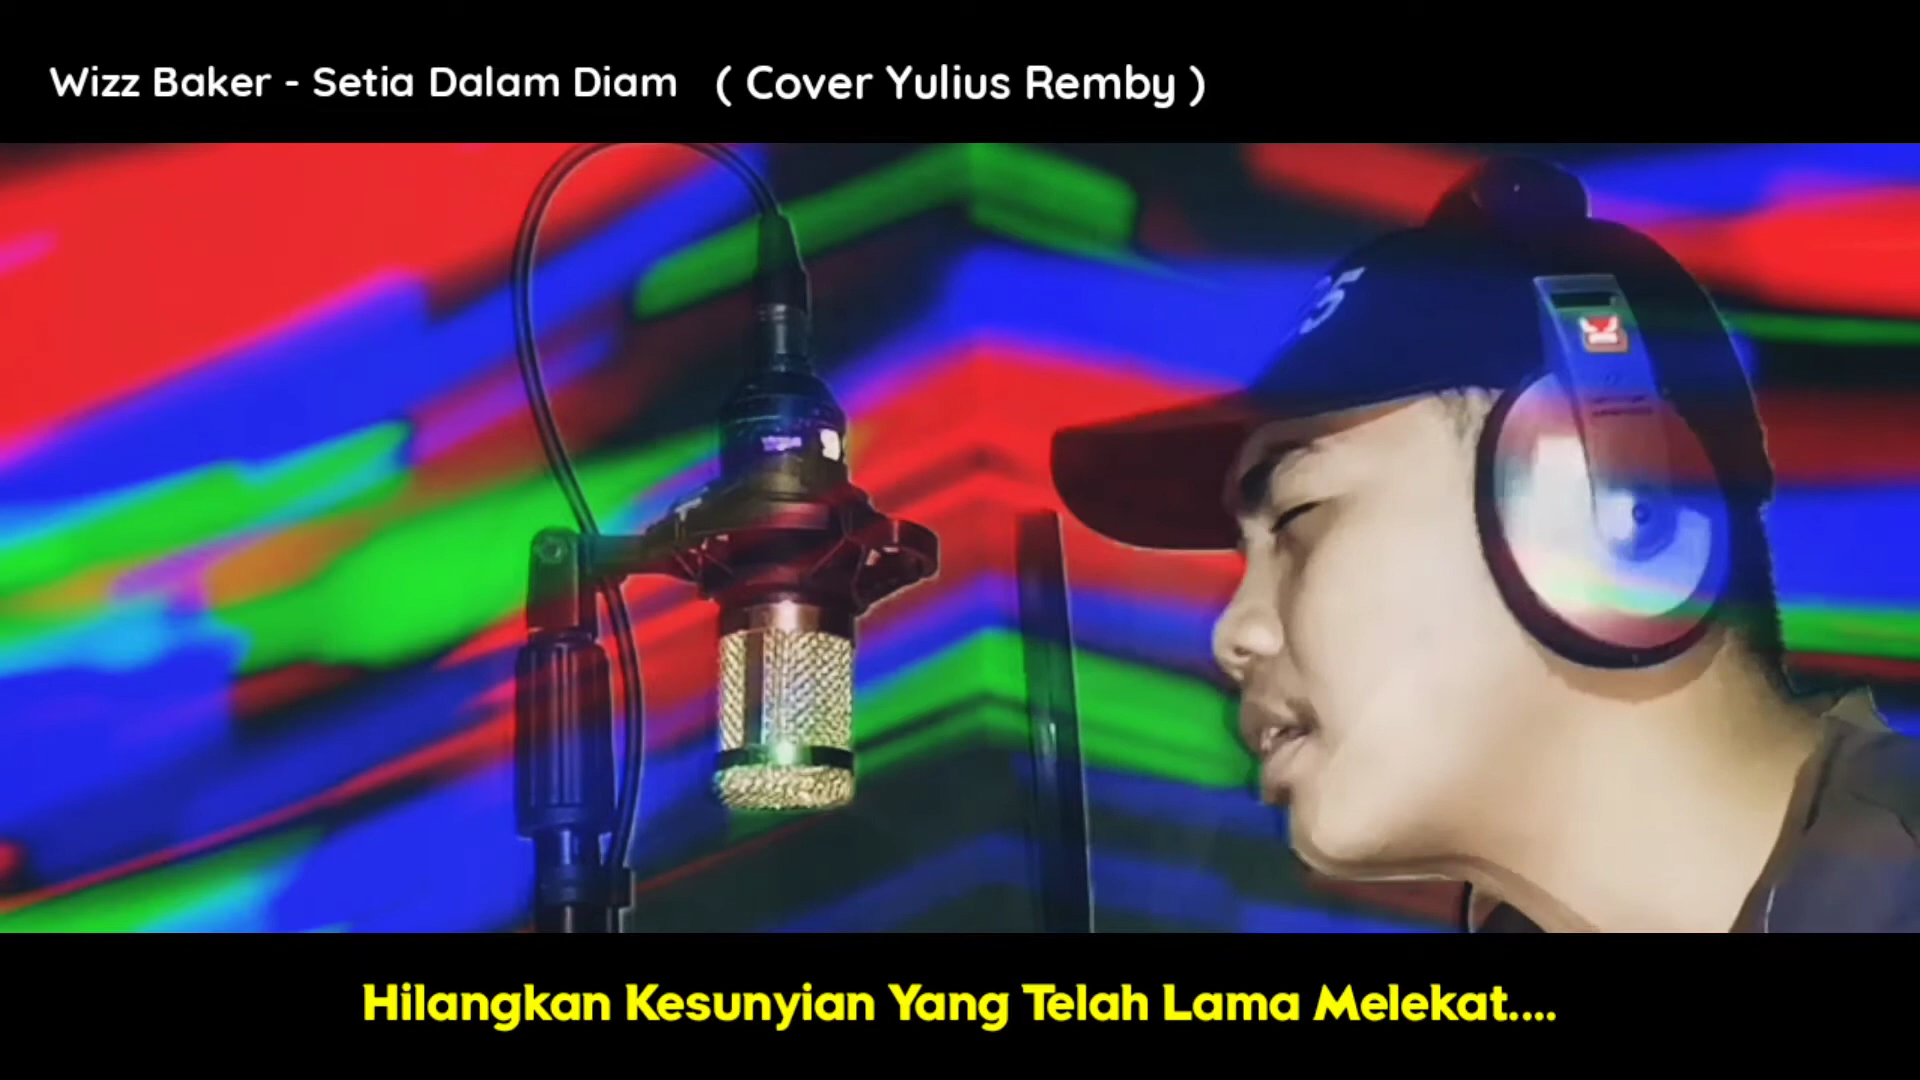 Wizz Baker - Setia Dalam Diam ( Cover Yulius Remby )
Hilangkan Kesunyian Yang Telah Lama Melekat....